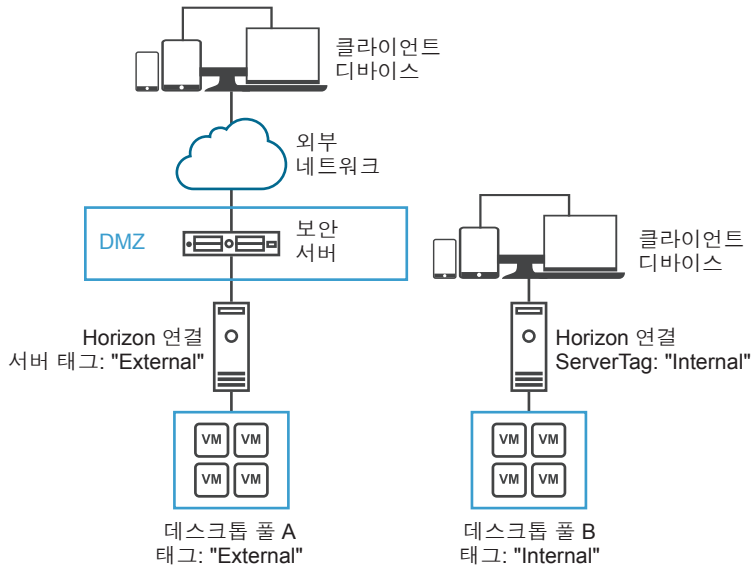 클라이언트
디바이스
외부
네트워크
DMZ
보안
서버
클라이언트
디바이스
Horizon 연결
서버 태그: "External"
Horizon 연결
ServerTag: "Internal"
VM VM
VM VM
VM VM
VM VM
데스크톱 풀 A
태그: "External"
데스크톱 풀 B
태그: "Internal"